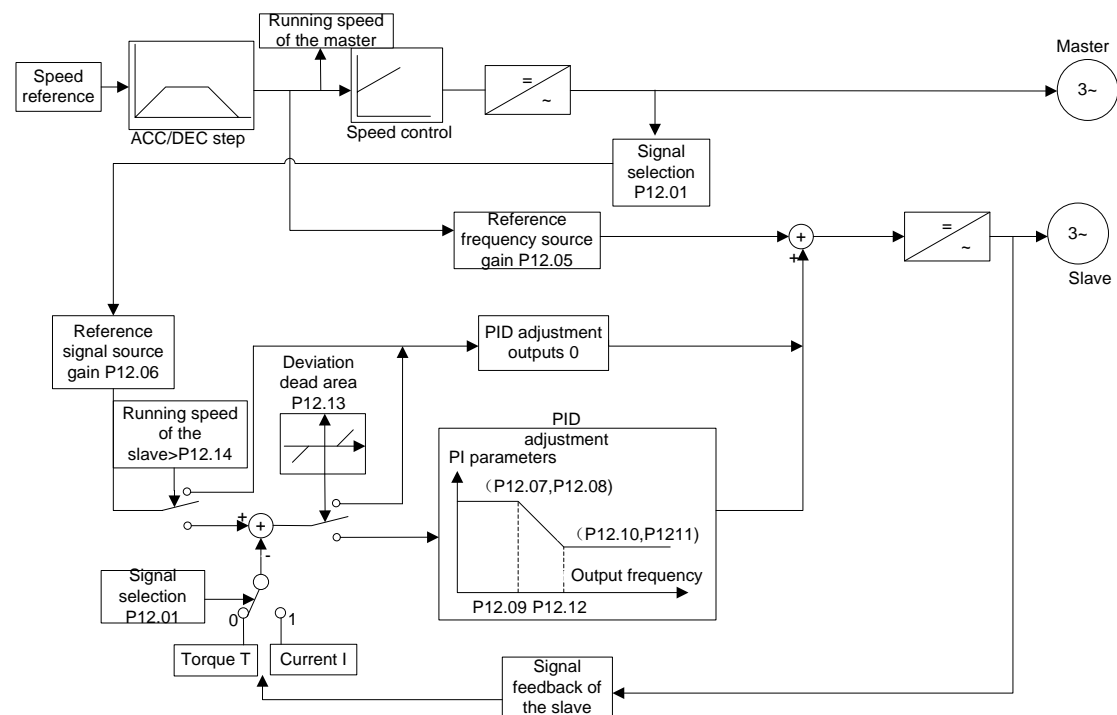 Running speed
of the master
Master
Speed
reference
=
~
3~
ACC/DEC step
Speed control
Signal
selection
P12.01
Reference
frequency source
gain P12.05
+
+
=
~
3~
Slave
Reference
signal source
gain P12.06
PID adjustment
outputs 0
Deviation
dead area
P12.13
Running speed
of the
slave>P12.14
PID
adjustment
PI parameters
（P12.07,P12.08)
+
+
(P12.10,P1211)
-
Output frequency
P12.09 P12.12
Signal
selection
P12.01
0
1
Torque T
Current I
Signal
feedback of
the slave